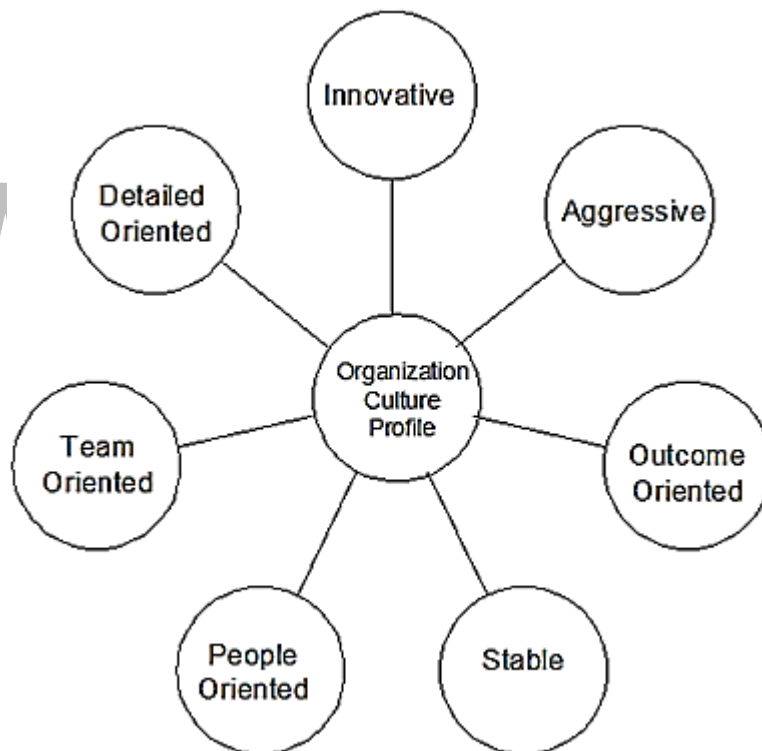 Innovative
Detailed
Oriented
Aggressive
Organization
Culture
Profile
Team
Oriented
Outcome
Oriented
People
Oriented
Stable